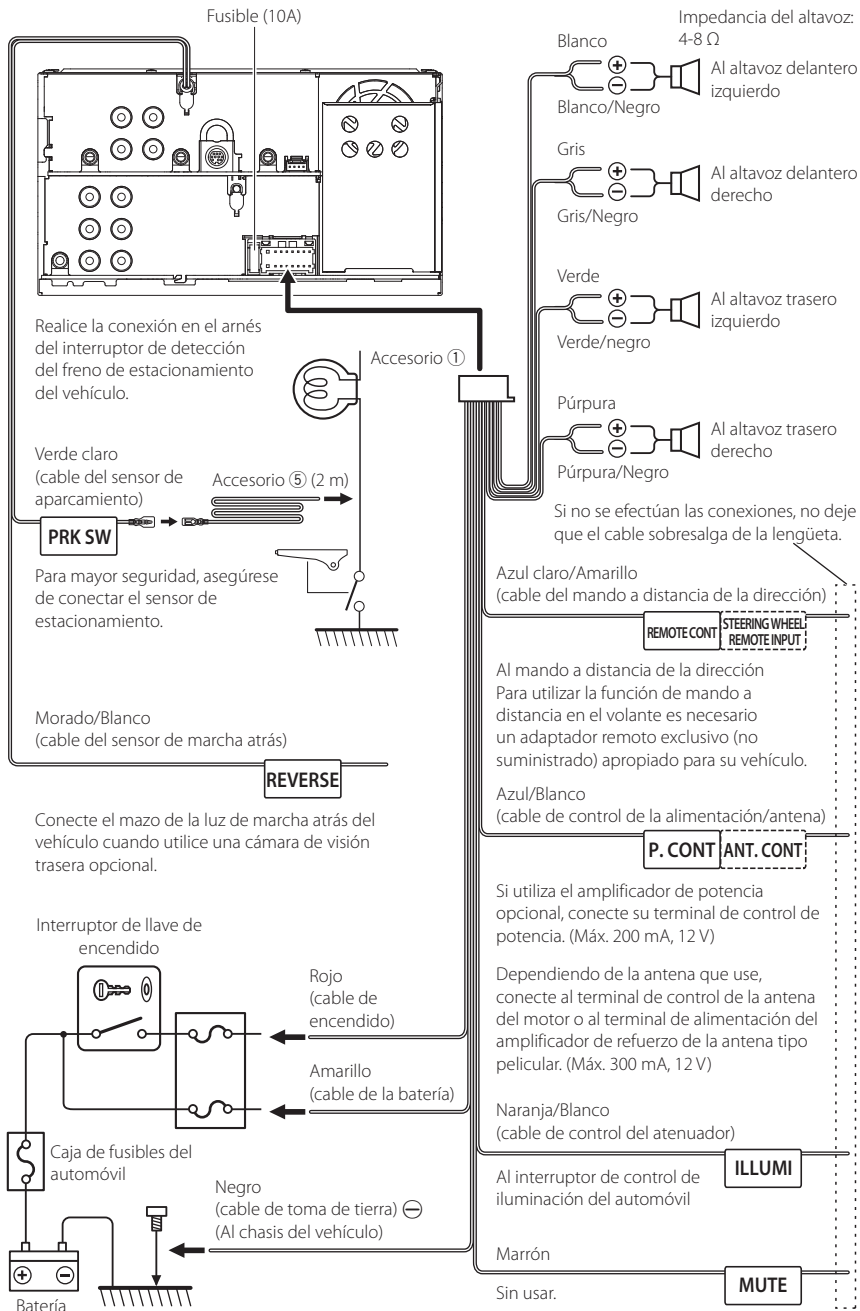 Fusible (10A)
Impedancia del altavoz:
4-8 Ω
Blanco
Al altavoz delantero
izquierdo
Blanco/Negro
Gris
Al altavoz delantero
derecho
Gris/Negro
Verde
Al altavoz trasero
izquierdo
Verde/negro
Púrpura
Al altavoz trasero
derecho
Púrpura/Negro
Realice la conexión en el arnés
del interruptor de detección
del freno de estacionamiento
del vehículo.
Accesorio ①
Verde claro
(cable del sensor de
aparcamiento)
Accesorio ⑤ (2 m)
PRK SW
Para mayor seguridad, asegúrese
de conectar el sensor de
estacionamiento.
Si no se efectúan las conexiones, no deje
que el cable sobresalga de la lengüeta.
Azul claro/Amarillo
(cable del mando a distancia de la dirección)
REMOTE CONT
STEERING WHEEL
REMOTE INPUT
Al mando a distancia de la dirección
Para utilizar la función de mando a
distancia en el volante es necesario
un adaptador remoto exclusivo (no
suministrado) apropiado para su vehículo.
Morado/Blanco
(cable del sensor de marcha atrás)
REVERSE
Conecte el mazo de la luz de marcha atrás del
vehículo cuando utilice una cámara de visión
trasera opcional.
Azul/Blanco
(cable de control de la alimentación/antena)
P. CONT
ANT. CONT
Si utiliza el amplificador de potencia
opcional, conecte su terminal de control de
potencia. (Máx. 200 mA, 12 V)
Dependiendo de la antena que use,
conecte al terminal de control de la antena
del motor o al terminal de alimentación del
amplificador de refuerzo de la antena tipo
pelicular. (Máx. 300 mA, 12 V)
Interruptor de llave de
encendido
Rojo
(cable de
encendido)
Amarillo
(cable de la batería)
Caja de fusibles del
automóvil
Negro
(cable de toma de tierra) ⊖
(Al chasis del vehículo)
Batería
Naranja/Blanco
(cable de control del atenuador)
ILLUMI
Al interruptor de control de
iluminación del automóvil
Marrón
MUTE
Sin usar.